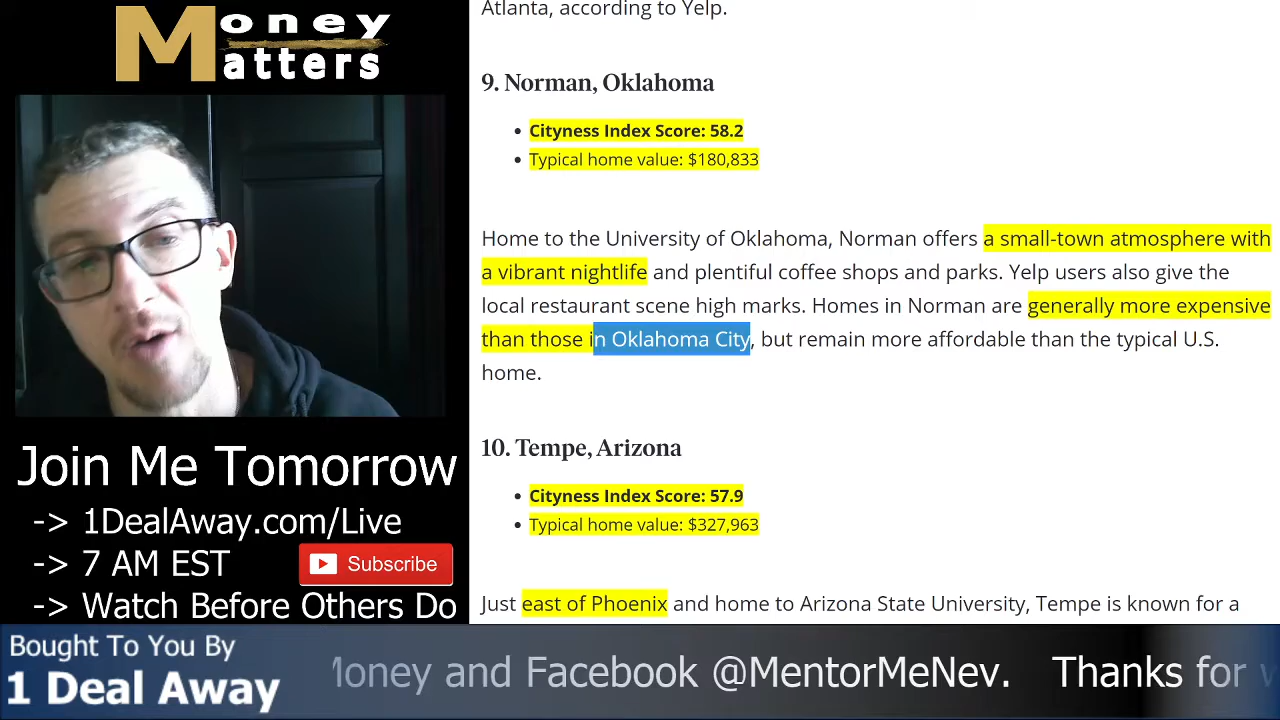 Money
Matters
Join Me Tomorrow
-> 1DealAway.com/Live
-> 7 AM EST
Subscribe
-> Watch Before Others Do
Atlanta, according to Yelp.
9. Norman, Oklahoma
• Cityness Index Score: 58.2
• Typical home value: $180,833
Home to the University of Oklahoma, Norman offers a small-town atmosphere with
a vibrant nightlife and plentiful coffee shops and parks. Yelp users also give the
local restaurant scene high marks. Homes in Norman are generally more expensive
than those in Oklahoma City, but remain more affordable than the typical U.S.
home.
10. Tempe, Arizona
• Cityness Index Score: 57.9
• Typical home value: $327,963
Just east of Phoenix and home to Arizona State University, Tempe is known for a
Bought To You By
1 Deal Away
Money and Facebook @MentorMeNev. Thanks for